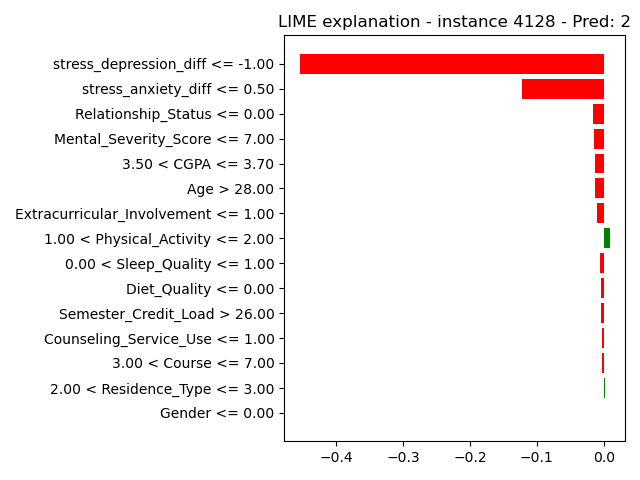 LIME explanation - instance 4128 - Pred: 2
stress_depression_diff <= -1.00
stress_anxiety_diff <= 0.50
Relationship_Status <= 0.00
Mental_Severity_Score <= 7.00
3.50 < CGPA <= 3.70
Age > 28.00
Extracurricular_Involvement <= 1.00
1.00 < Physical_Activity <= 2.00
0.00 < Sleep_Quality <= 1.00
Diet_Quality <= 0.00
Semester_Credit_Load > 26.00
Counseling_Service_Use <= 1.00
3.00 < Course <= 7.00
2.00 < Residence_Type <= 3.00
Gender <= 0.00
−0.4 −0.3 −0.2 −0.1 0.0